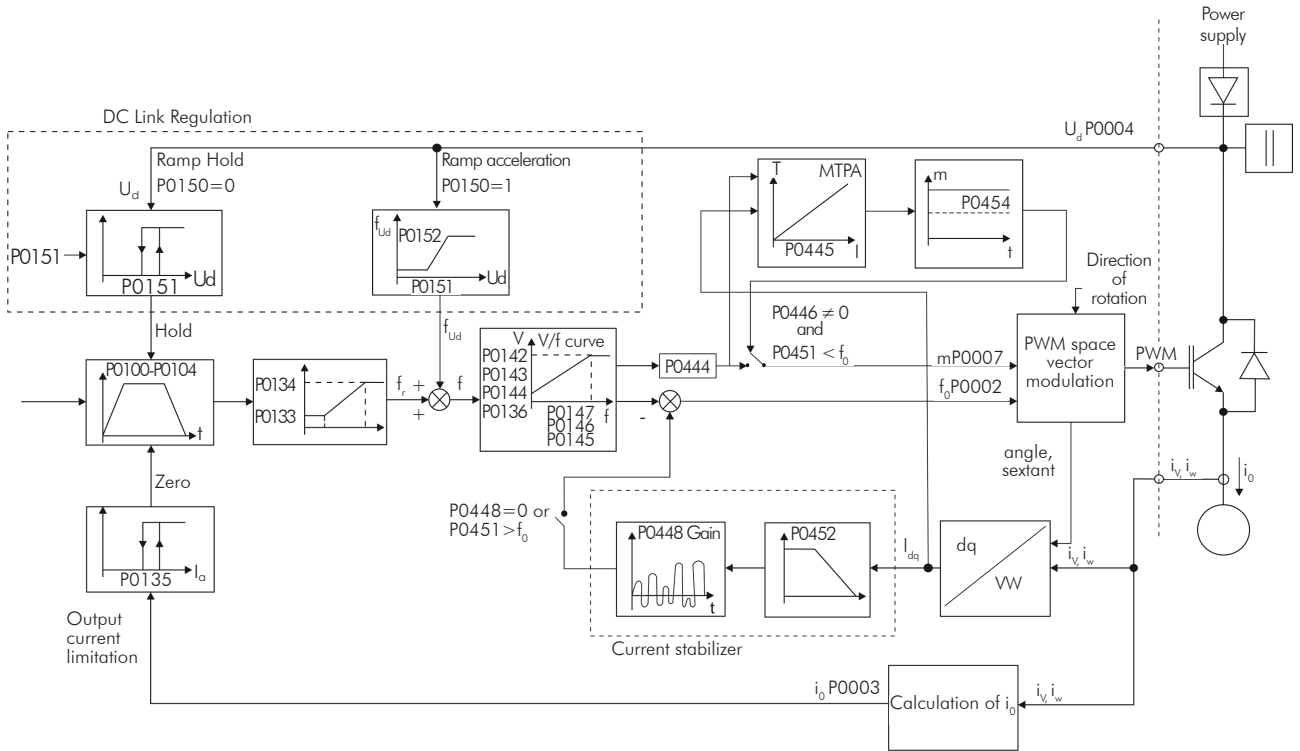 Power
supply
DC Link Regulation
U_d P0004
Ramp Hold
P0150=0
U_d
Ramp acceleration
P0150=1
P0151
P0151
Ud
f_Ud
P0152
P0151
Ud
T
MTPA
P0445
I
m
P0454
t
Direction
of
rotation
Hold
f_Ud
P0446 ≠ 0
and
P0451 < f_0
P0100-P0104
t
P0134
P0133
f_r
+
+
f
V
V/f curve
P0142
P0143
P0144
P0136
f
P0147
P0146
P0145
P0444
-
mP0007
f_0P0002
PWM space
vector
modulation
PWM
angle,
sextant
i_V, i_w
i_0
Zero
P0135
I_a
Output
current
limitation
P0448=0 or
P0451>f_0
P0448 Gain
t
P0452
I_dq
dq
VW
i_V, i_w
Current stabilizer
i_0 P0003
Calculation of i_0
i_V, i_w